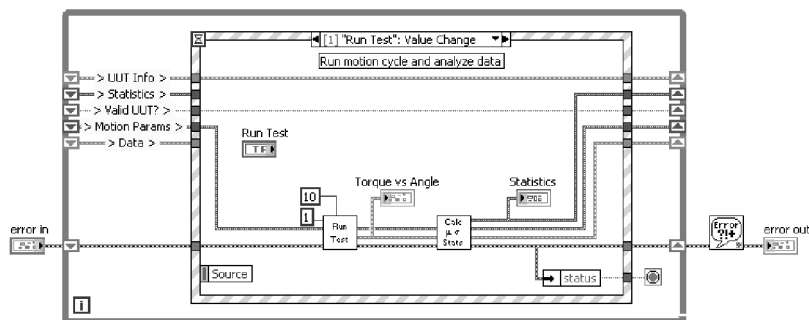 [1] "Run Test": Value Change
Run motion cycle and analyze data
> UUT Info >
> Statistics >
> Valid UUT? >
> Motion Params >
> Data >
Run Test
TF
Torque vs Angle
Statistics
10
1
Run
Test
Calc
μ σ
Stats
error in
Error
?!+
error out
Source
status
i